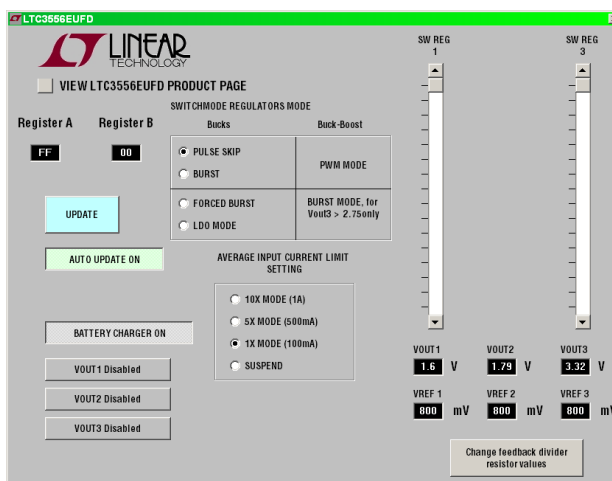 LTC3556EUFD
LINEAR
TECHNOLOGY
VIEW LTC3556EUFD PRODUCT PAGE
SW REG
1
SW REG
3
SWITCHMODE REGULATORS MODE
Register A
Register B
Bucks
Buck-Boost
FF
00
PULSE SKIP
BURST
PWM MODE
FORCED BURST
LDO MODE
BURST MODE, for
Vout3 > 2.75only
UPDATE
AUTO UPDATE ON
AVERAGE INPUT CURRENT LIMIT
SETTING
10X MODE (1A)
5X MODE (500mA)
1X MODE (100mA)
SUSPEND
BATTERY CHARGER ON
VOUT1 Disabled
VOUT2 Disabled
VOUT3 Disabled
VOUT1
VOUT2
VOUT3
1.6 V
1.79 V
3.32 V
VREF 1
VREF 2
VREF 3
800 mV
800 mV
800 m
Change feedback divider
resistor values